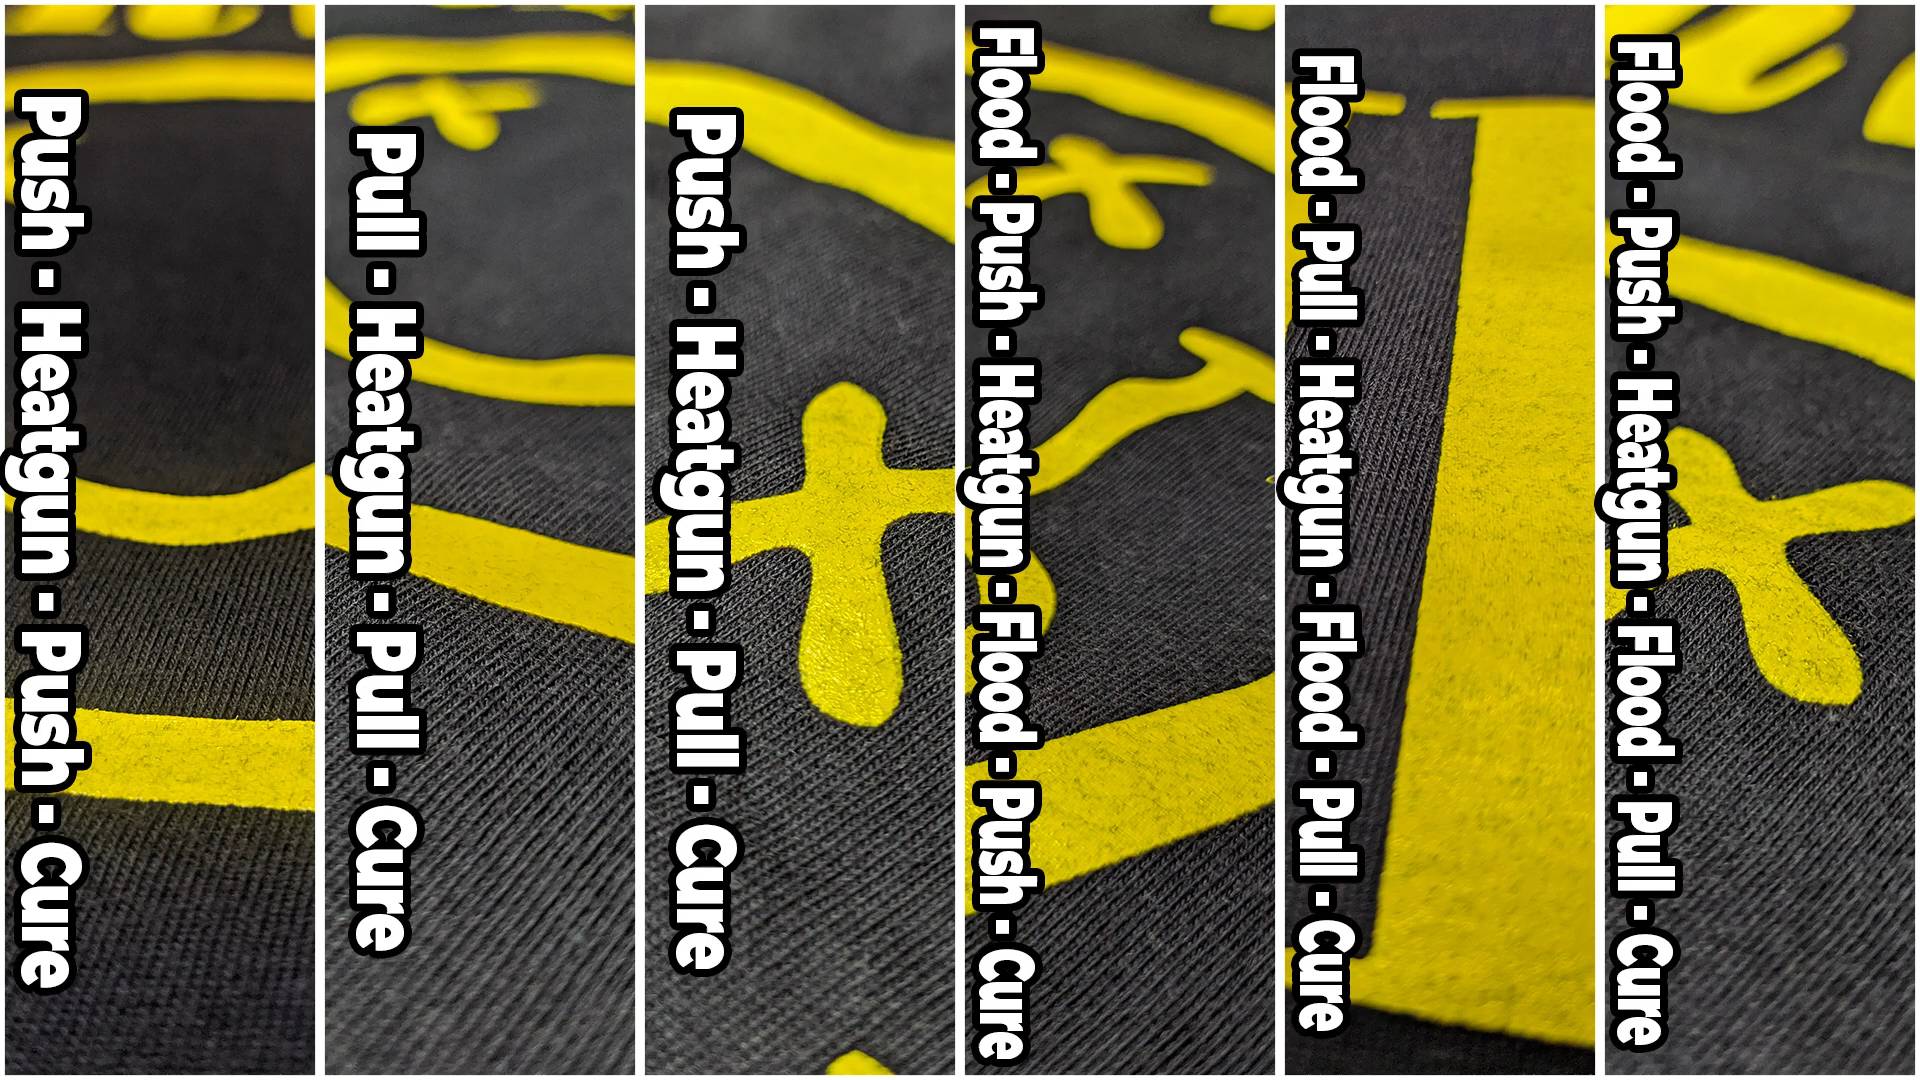 Push - Heatgun - Push - Cure
Pull - Heatgun - Pull - Cure
Push - Heatgun - Pull - Cure
Flood - Push - Heatgun - Flood - Push - Cure
Flood - Pull - Heatgun - Flood - Pull - Cure
Flood - Push - Heatgun - Flood - Pull - Cure